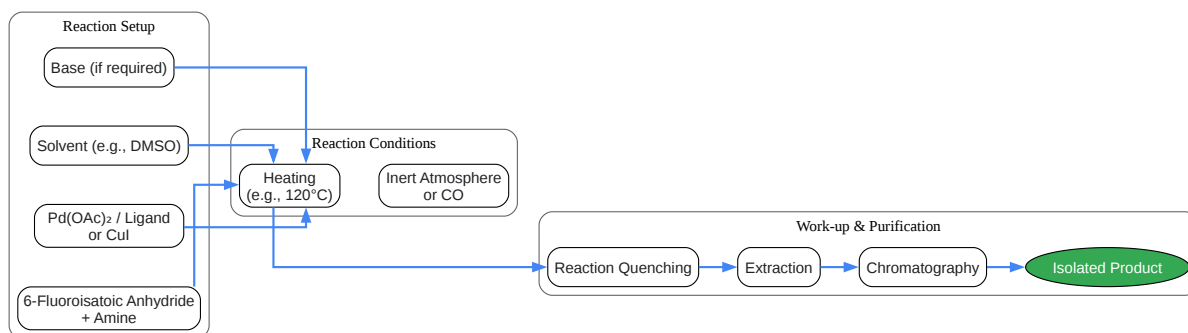 Reaction Setup
Base (if required)
Solvent (e.g., DMSO)
Pd(OAc)₂ / Ligand
or CuI
6-Fluoroisatoic Anhydride
+ Amine
Reaction Conditions
Heating
(e.g., 120°C)
Inert Atmosphere
or CO
Work-up & Purification
Reaction Quenching
Extraction
Chromatography
Isolated Product